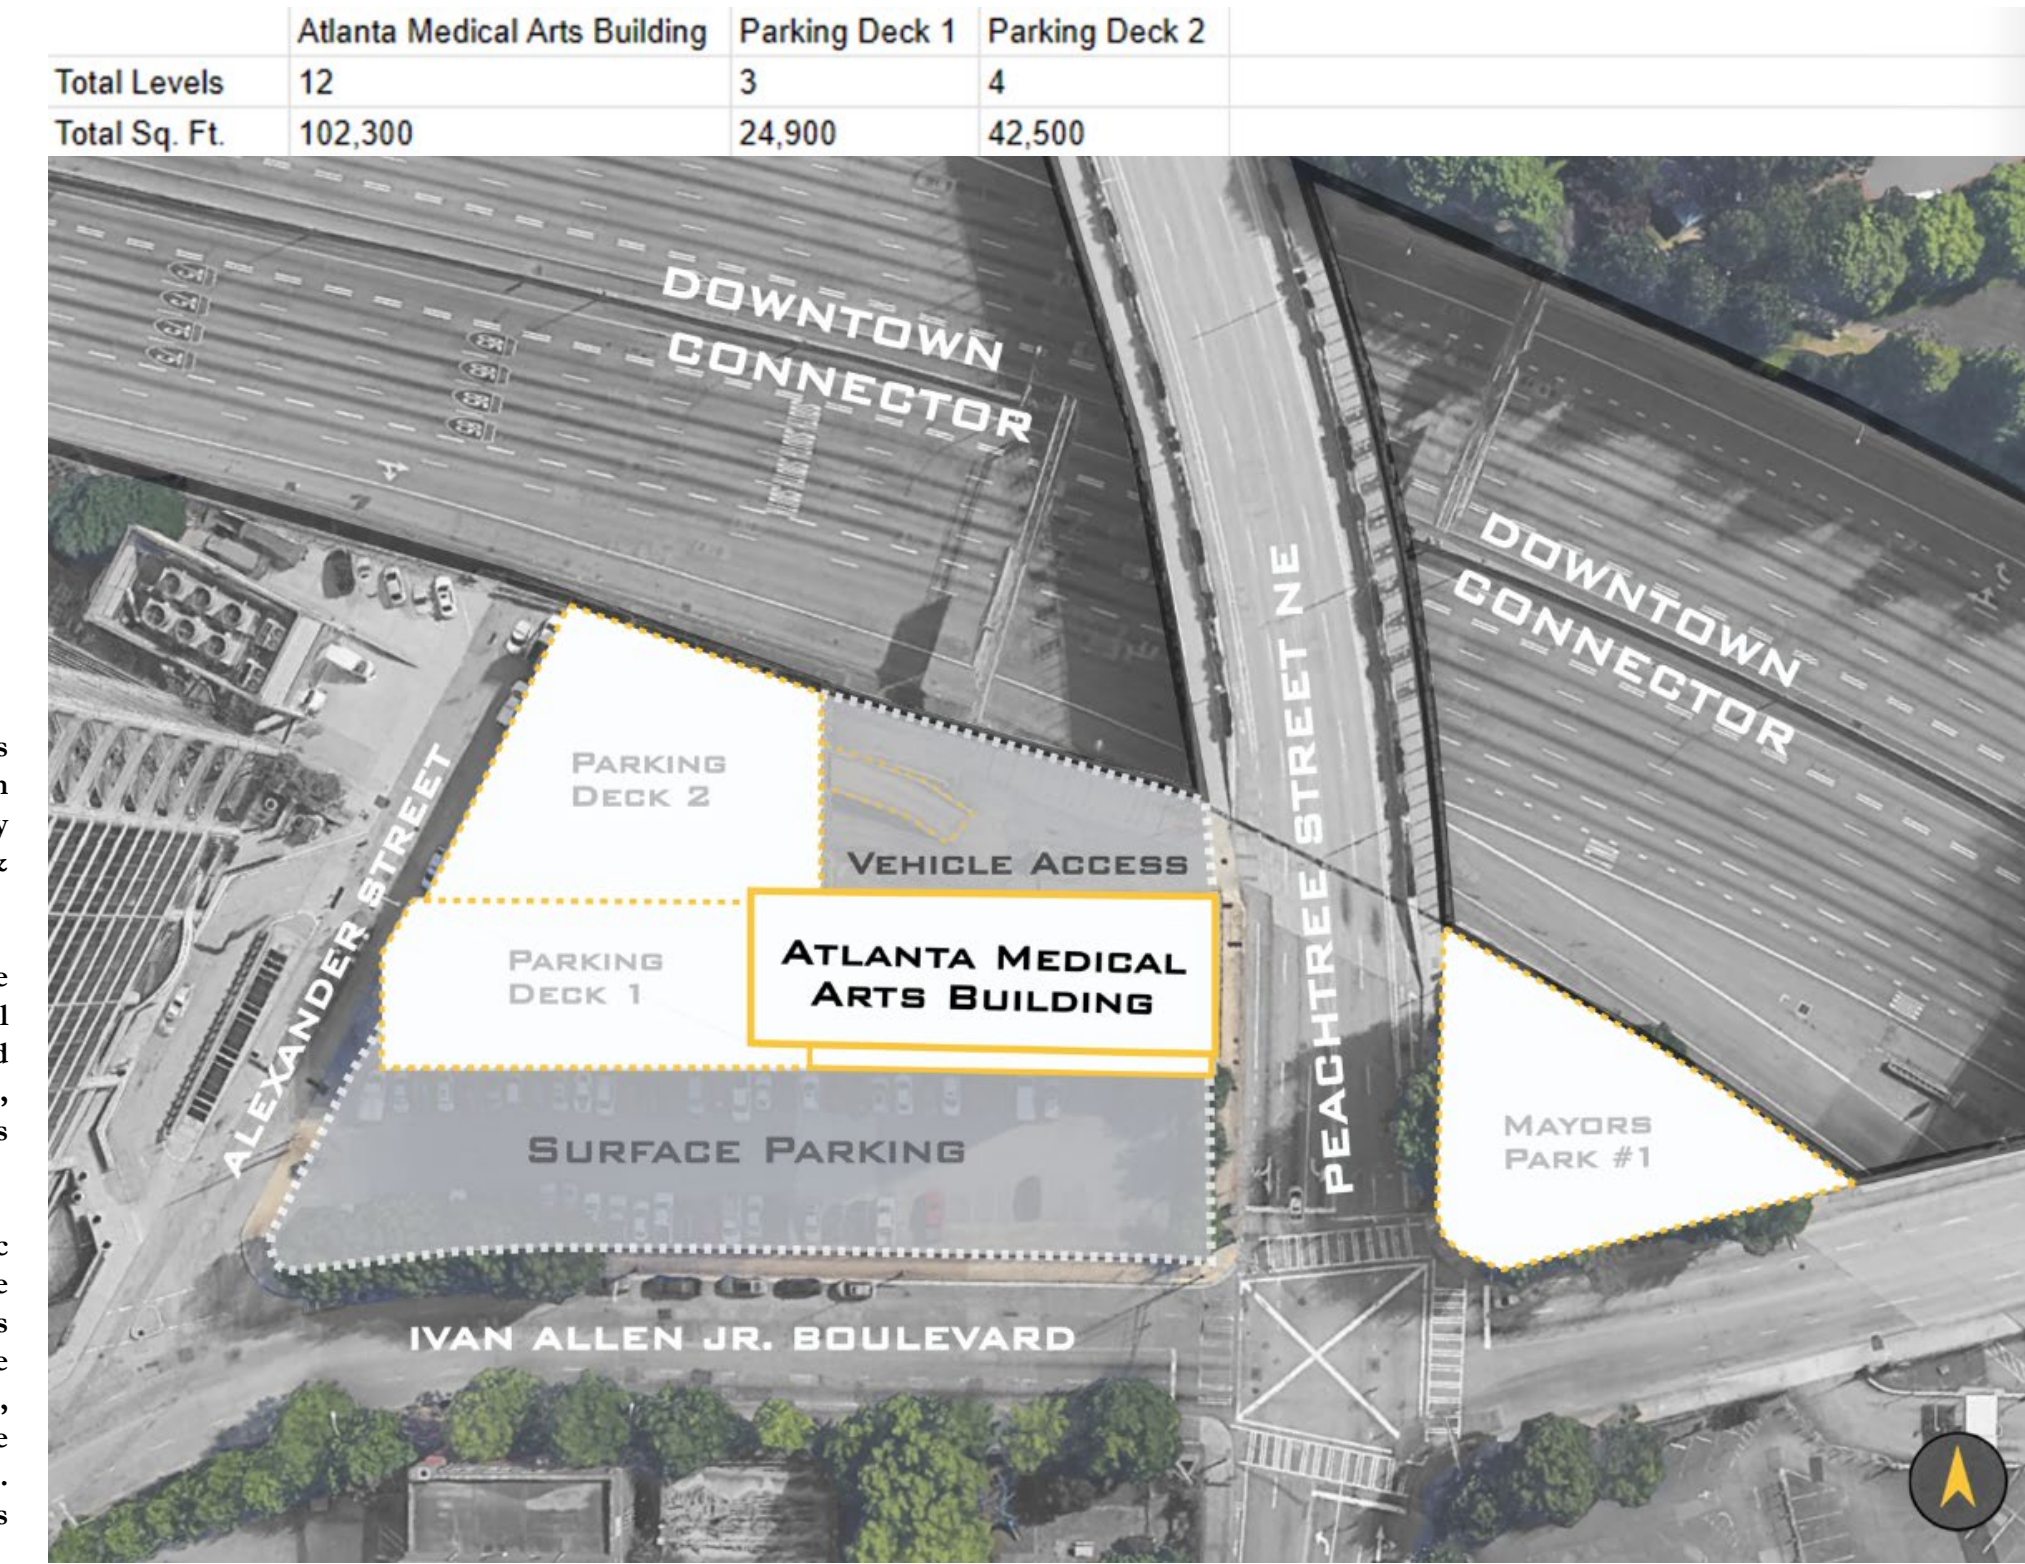 Atlanta Medical Arts Building Parking Deck 1 Parking Deck 2
Total Levels 12 3 4
Total Sq. Ft. 102,300 24,900 42,500
DOWNTOWN
CONNECTOR
DOWNTOWN
CONNECTOR
PEACHTREE STREET NE
ALEXANDER STREET
PARKING
DECK 2
VEHICLE ACCESS
ATLANTA MEDICAL
ARTS BUILDING
PARKING
DECK 1
MAYORS
PARK #1
SURFACE PARKING
IVAN ALLEN JR. BOULEVARD
s
n
y
&
e
l
d
,
s
c
e
s
e
,
e
.
s